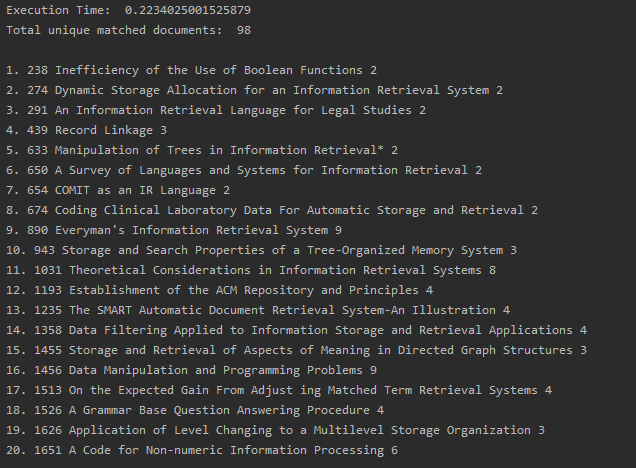 Execution Time:  0.2234025001525879
Total unique matched documents:  98
1. 238 Inefficiency of the Use of Boolean Functions 2
2. 274 Dynamic Storage Allocation for an Information Retrieval System 2
3. 291 An Information Retrieval Language for Legal Studies 2
4. 439 Record Linkage 3
5. 633 Manipulation of Trees in Information Retrieval* 2
6. 650 A Survey of Languages and Systems for Information Retrieval 2
7. 654 COMIT as an IR Language 2
8. 674 Coding Clinical Laboratory Data For Automatic Storage and Retrieval 2
9. 890 Everyman's Information Retrieval System 9
10. 943 Storage and Search Properties of a Tree-Organized Memory System 3
11. 1031 Theoretical Considerations in Information Retrieval Systems 8
12. 1193 Establishment of the ACM Repository and Principles 4
13. 1235 The SMART Automatic Document Retrieval System-An Illustration 4
14. 1358 Data Filtering Applied to Information Storage and Retrieval Applications 4
15. 1455 Storage and Retrieval of Aspects of Meaning in Directed Graph Structures 3
16. 1456 Data Manipulation and Programming Problems 9
17. 1513 On the Expected Gain From Adjust ing Matched Term Retrieval Systems 4
18. 1526 A Grammar Base Question Answering Procedure 4
19. 1626 Application of Level Changing to a Multilevel Storage Organization 3
20. 1651 A Code for Non-numeric Information Processing 6